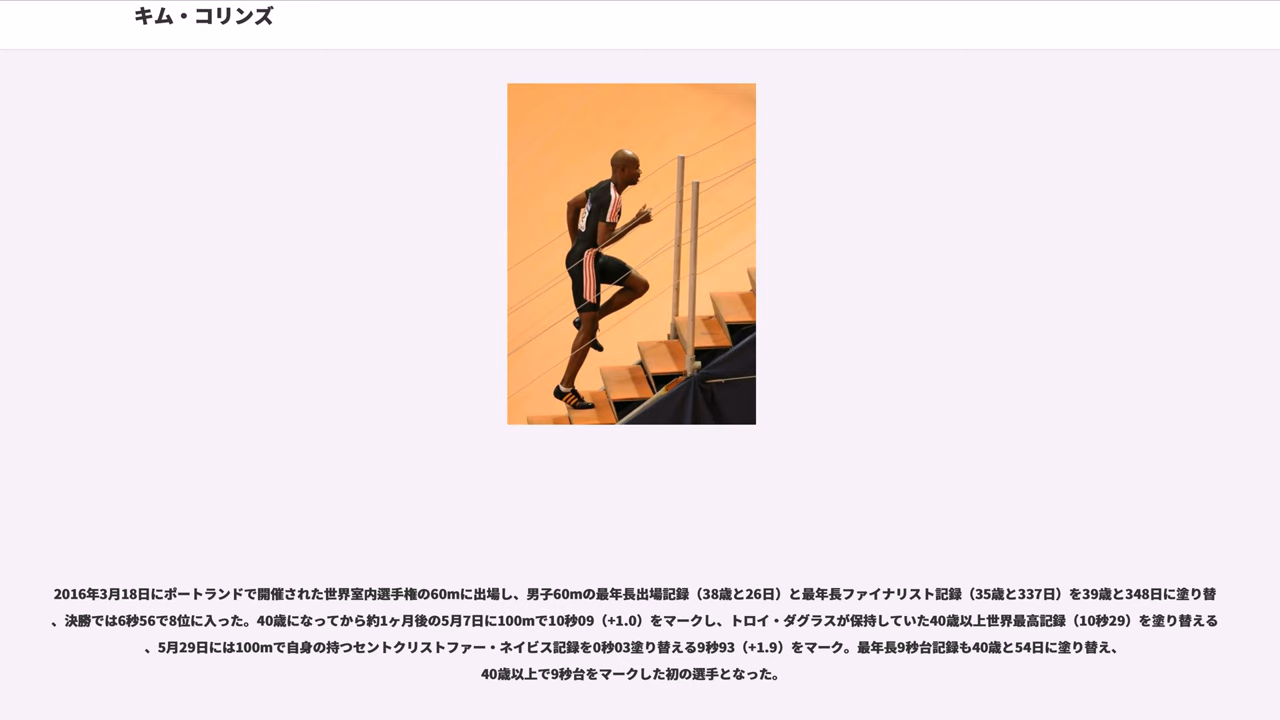 キム・コリンズ
2016年3月18日にポートランドで開催された世界室内選手権の60mに出場し、男子60mの最年長出場記録（38歳と26日）と最年長ファイナリスト記録（35歳と337日）を39歳と348日に塗り替
、決勝では6秒56で8位に入った。40歳になってから約1ヶ月後の5月7日に100mで10秒09（+1.0）をマークし、トロイ・ダグラスが保持していた40歳以上世界最高記録（10秒29）を塗り替える
、5月29日には100mで自身の持つセントクリストファー・ネイビス記録を0秒03塗り替える9秒93（+1.9）をマーク。最年長9秒台記録も40歳と54日に塗り替え、
40歳以上で9秒台をマークした初の選手となった。